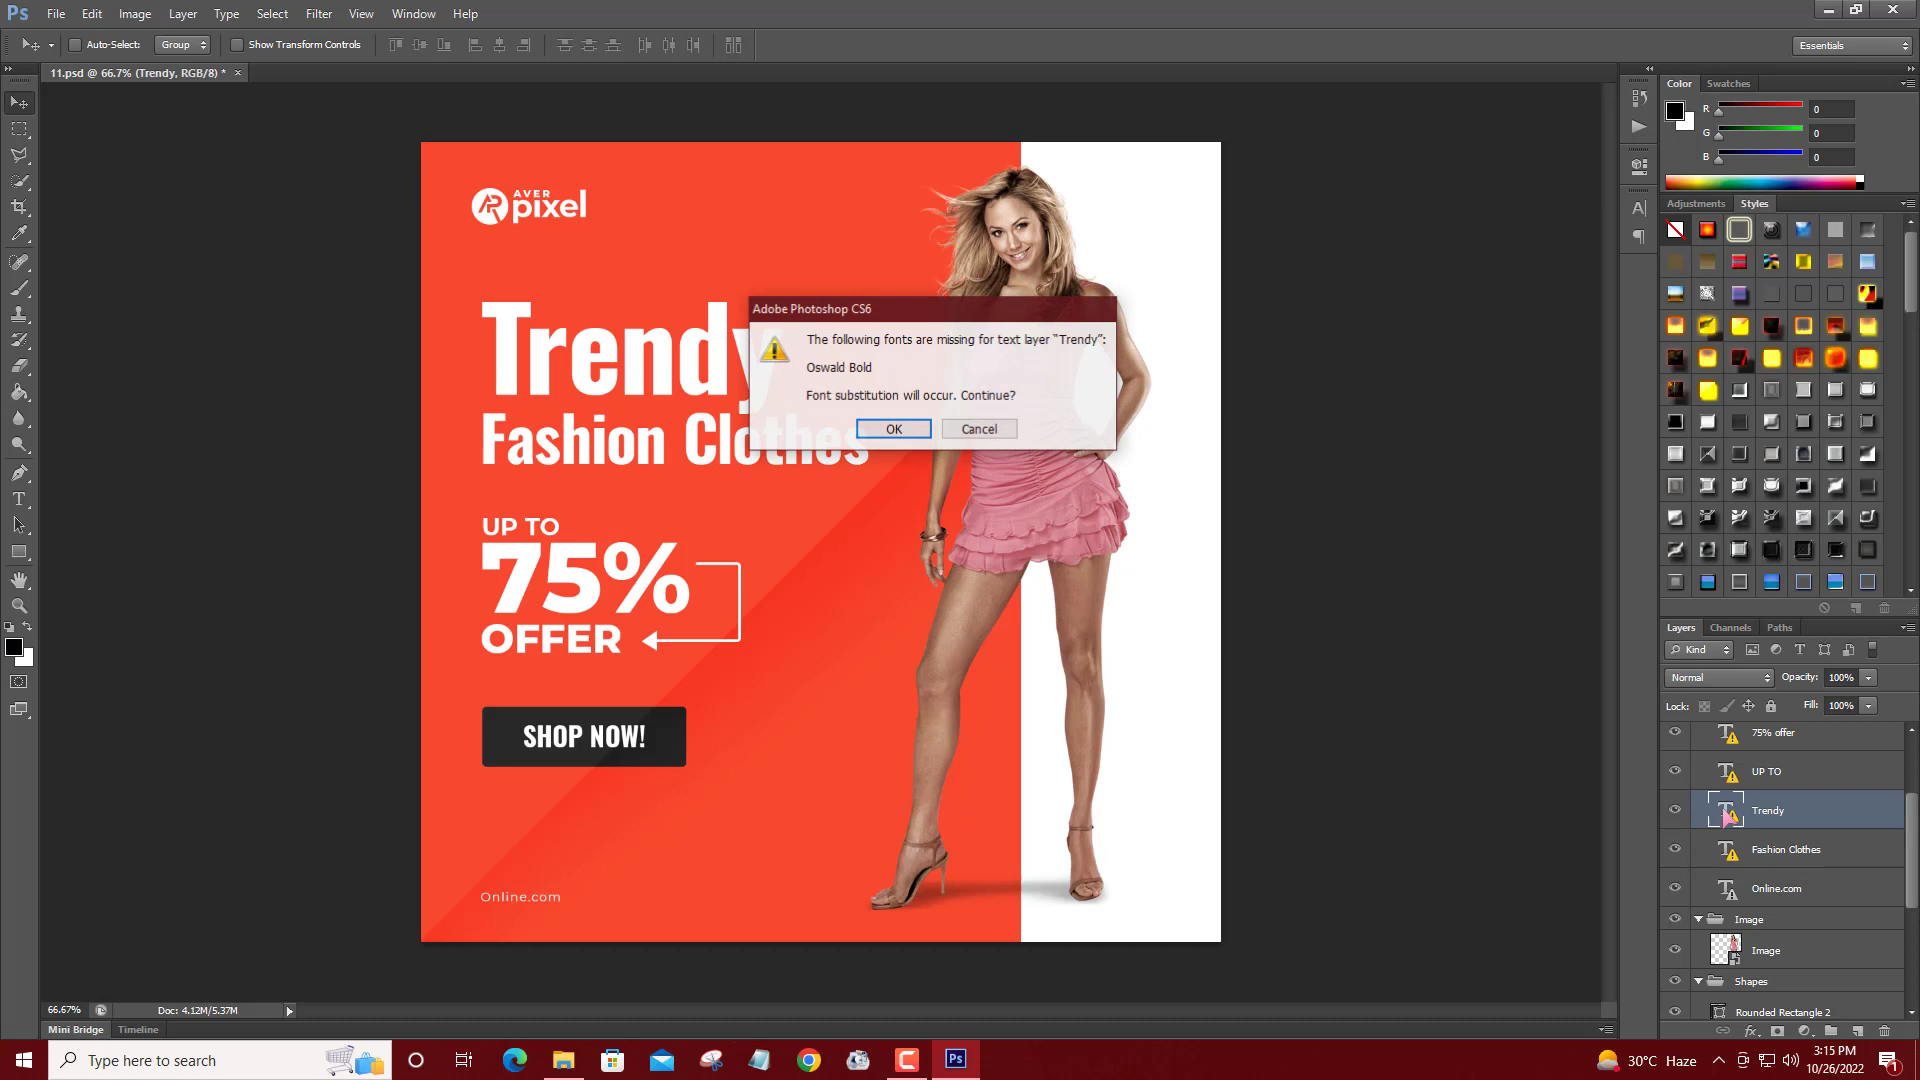 Ps File Edit Image Layer Type Select Filter View Window Help
Auto-Select: Group Show Transform Controls
Essentials
11.psd @ 66.7% (Trendy, RGB/8) *
AVER
pixel
Trendy
Fashion Clothes
UP TO
75%
OFFER
SHOP NOW!
Online.com
Adobe Photoshop CS6
The following fonts are missing for text layer “Trendy”:
Oswald Bold
Font substitution will occur. Continue?
OK Cancel
Color Swatches
R 0
G 0
B 0
Adjustments Styles
Layers Channels Paths
Kind
Normal Opacity: 100%
Lock: Fill: 100%
75% offer
UP TO
Trendy
Fashion Clothes
Online.com
Image
Image
Shapes
Rounded Rectangle 2
66.67% Doc: 4.12M/5.37M
Mini Bridge Timeline
Type here to search
Ps
30°C Haze
3:15 PM
10/26/2022
1